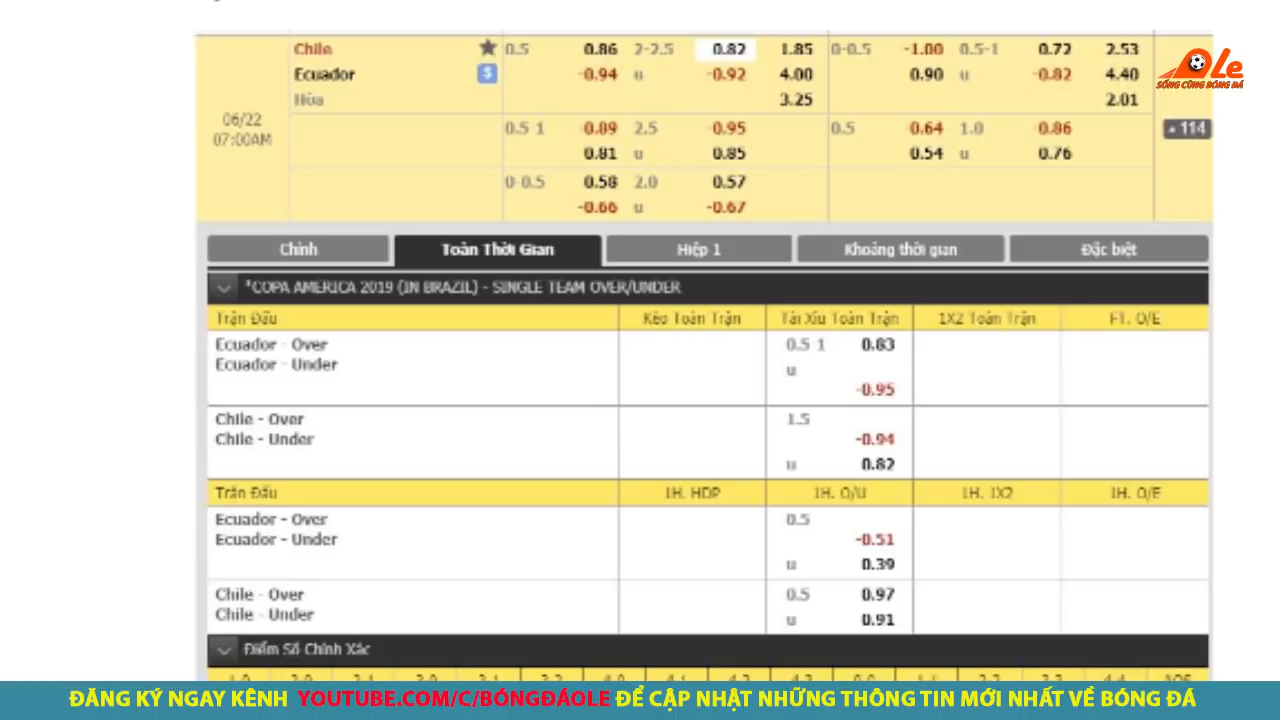 Chile 0.5 0.86 2-2.5 0.82 1.85 0-0.5 -1.00 0.5-1 0.72 2.53
Ecuador $ -0.94 u -0.92 4.00 0.90 u -0.82 4.40
Hòa 3.25 2.01
06/22
07:00AM
0.5-1 -0.89 2.5 -0.95 0.5 -0.64 1.0 -0.86
0.81 u 0.85 0.54 u 0.76
0-0.5 0.58 2.0 0.57
-0.66 u -0.67
114
Ole
SỐNG CÙNG BÓNG ĐÁ
Chính Toàn Thời Gian Hiệp 1 Khoảng thời gian Đặc biệt
*COPA AMERICA 2019 (IN BRAZIL) - SINGLE TEAM OVER/UNDER
Trận Đấu Kèo Toàn Trận Tài Xỉu Toàn Trận 1X2 Toàn Trận FT. O/E
Ecuador - Over 0.5-1 0.83
Ecuador - Under u
-0.95
Chile - Over 1.5
Chile - Under -0.94
u 0.82
Trận Đấu 1H. HDP 1H. O/U 1H. 1X2 1H. O/E
Ecuador - Over 0.5
Ecuador - Under -0.51
u 0.39
Chile - Over 0.5 0.97
Chile - Under u 0.91
Điểm Số Chính Xác
ĐĂNG KÝ NGAY KÊNH YOUTUBE.COM/C/BÓNGĐÁOLE ĐỂ CẬP NHẬT NHỮNG THÔNG TIN MỚI NHẤT VỀ BÓNG ĐÁ